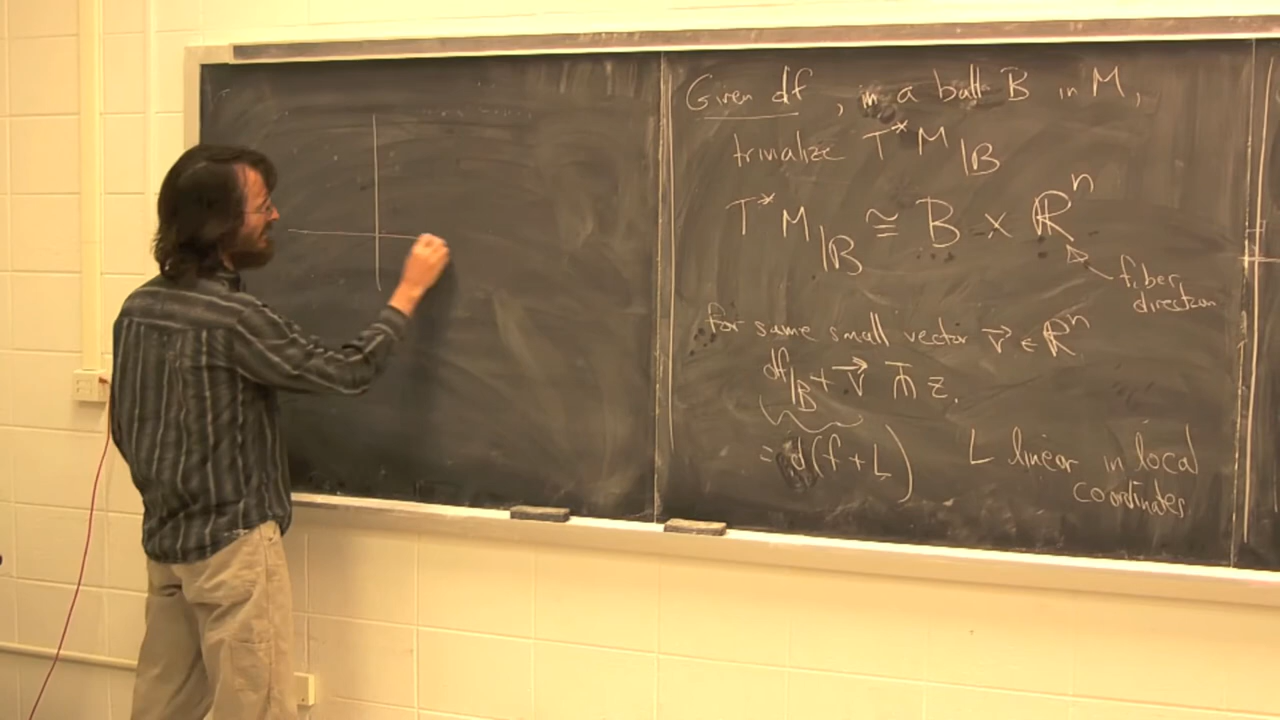 Given df, in a ball B in M,
trivialize T*M|B
T*M|B ≅ B × ℝⁿ
fiber direction
for some small vector v⃗ ∈ ℝⁿ
df|B + v⃗ ⋔ z.
= d(f + L) L linear in local
coordinates